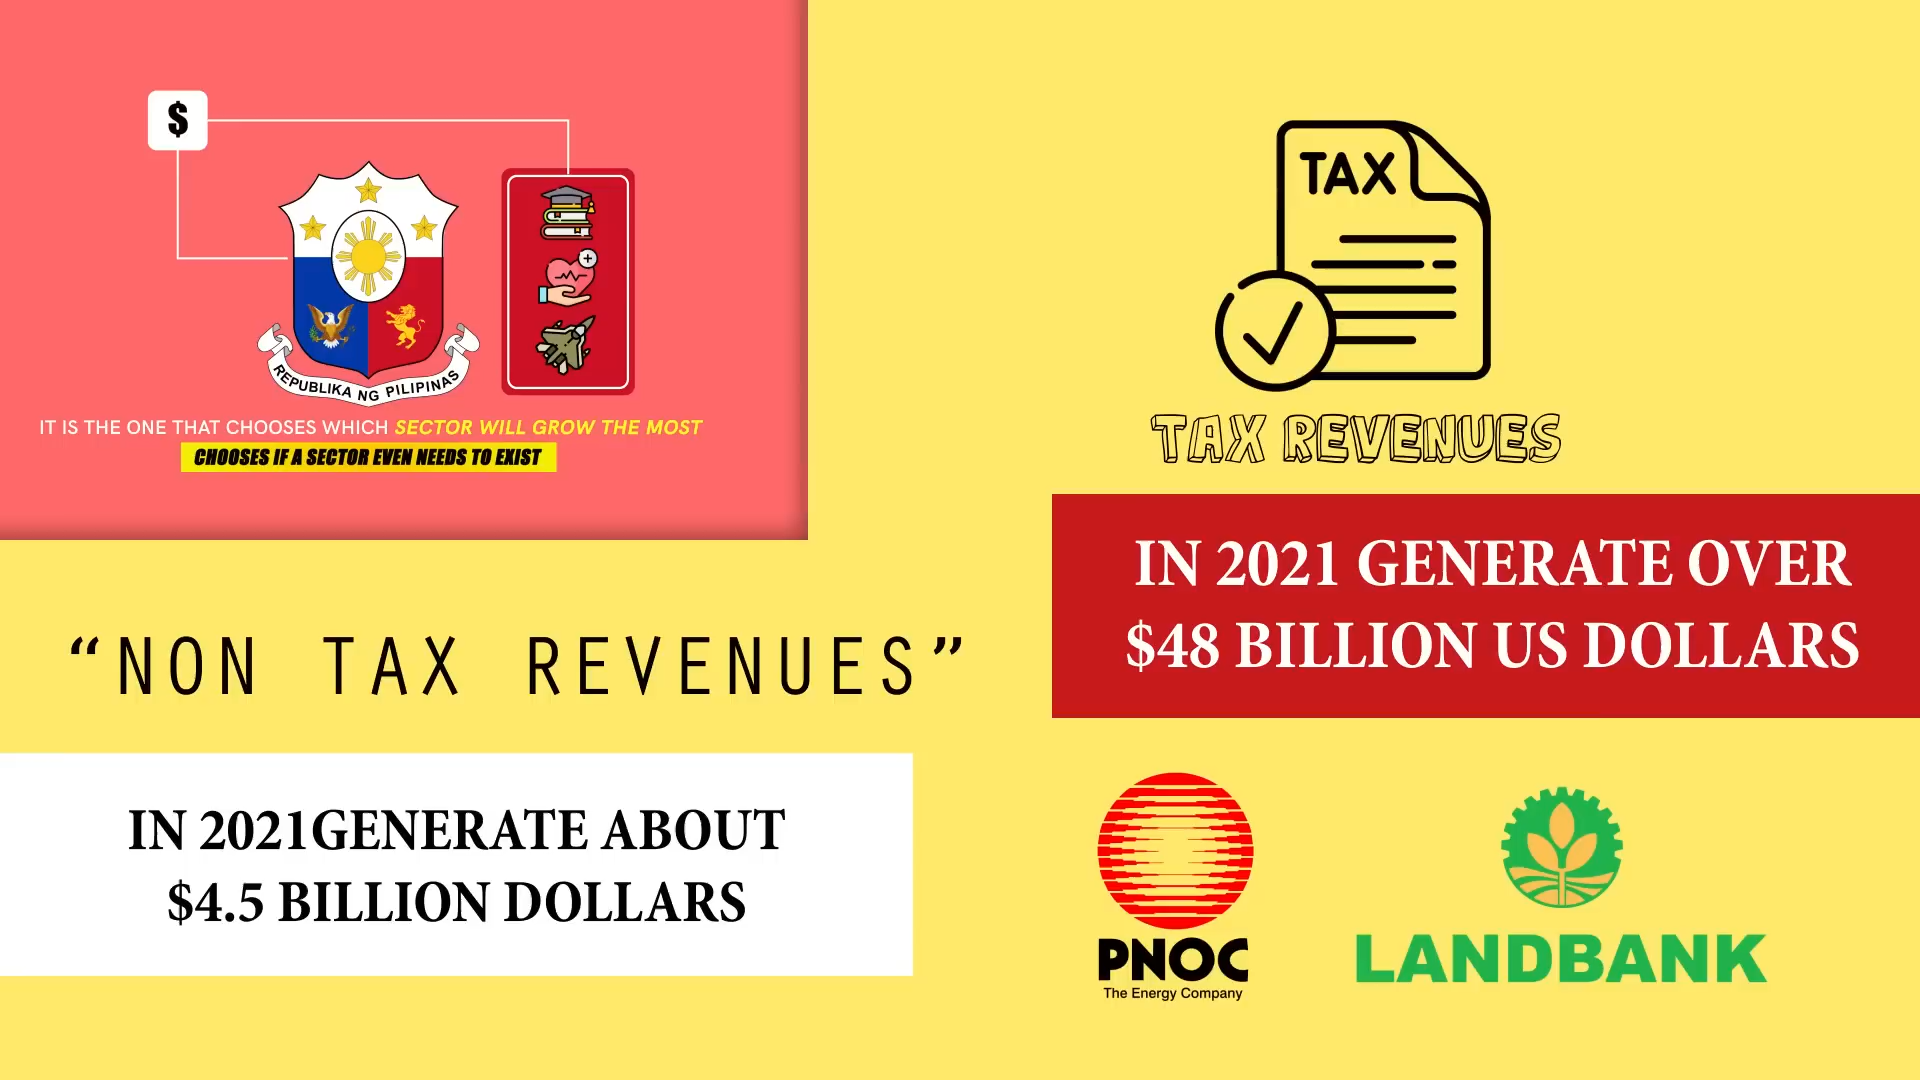 $
REPUBLIKA NG PILIPINAS
IT IS THE ONE THAT CHOOSES WHICH SECTOR WILL GROW THE MOST
CHOOSES IF A SECTOR EVEN NEEDS TO EXIST
TAX
TAX REVENUES
IN 2021 GENERATE OVER
$48 BILLION US DOLLARS
“NON TAX REVENUES”
IN 2021GENERATE ABOUT
$4.5 BILLION DOLLARS
PNOC
The Energy Company
LANDBANK